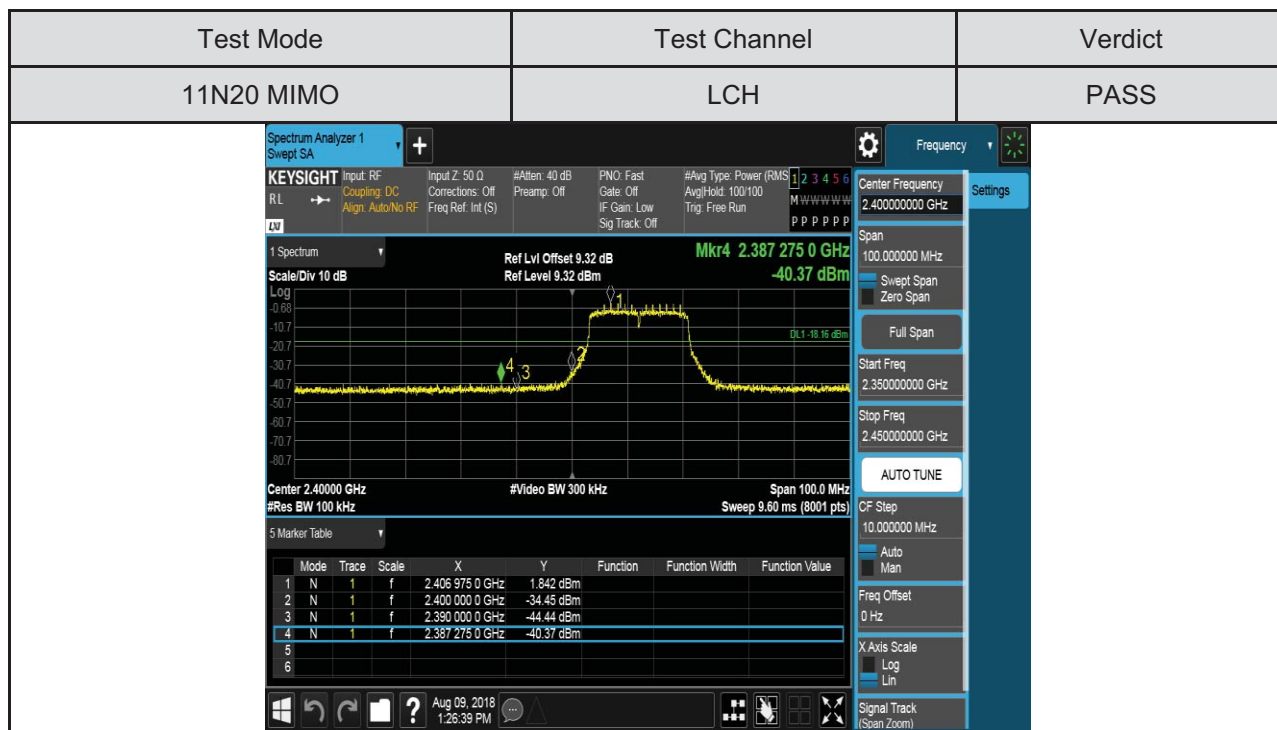 Test Mode Test Channel Verdict
11N20 MIMO LCH PASS
Spectrum Analyzer 1
Swept SA
+
Frequency
KEYSIGHT Input: RF Input Z: 50 Ω #Atten: 40 dB PNO: Fast #Avg Type: Power (RMS 1 2 3 4 5 6
RL Coupling: DC Corrections: Off Preamp: Off Gate: Off Avg|Hold: 100/100 M W W W W W
Align: Auto/No RF Freq Ref: Int (S) IF Gain: Low Trig: Free Run
LXI Sig Track: Off P P P P P P
Settings
1 Spectrum
Ref Lvl Offset 9.32 dB
Mkr4 2.387 275 0 GHz
Scale/Div 10 dB Ref Level 9.32 dBm -40.37 dBm
Log
-0.68
-10.7
-20.7
-30.7
-40.7
-50.7
-60.7
-70.7
-80.7
1
2
3
4
DL1 -18.16 dBm
Center 2.40000 GHz #Video BW 300 kHz Span 100.0 MHz
#Res BW 100 kHz Sweep 9.60 ms (8001 pts)
5 Marker Table
Mode Trace Scale X Y Function Function Width Function Value
1 N 1 f 2.406 975 0 GHz 1.842 dBm
2 N 1 f 2.400 000 0 GHz -34.45 dBm
3 N 1 f 2.390 000 0 GHz -44.44 dBm
4 N 1 f 2.387 275 0 GHz -40.37 dBm
5
6
Center Frequency
2.400000000 GHz
Span
100.000000 MHz
Swept Span
Zero Span
Full Span
Start Freq
2.350000000 GHz
Stop Freq
2.450000000 GHz
AUTO TUNE
CF Step
10.000000 MHz
Auto
Man
Freq Offset
0 Hz
X Axis Scale
Log
Lin
Signal Track
(Span Zoom)
?
Aug 09, 2018
1:26:39 PM